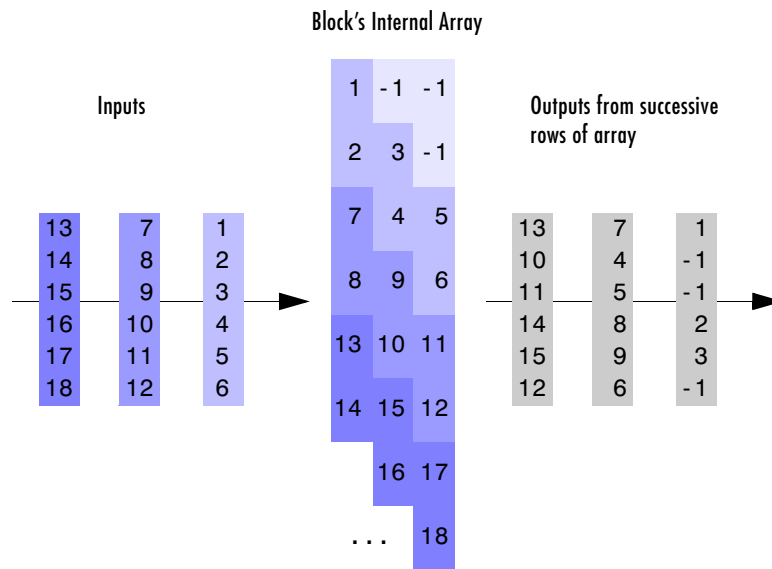 Block's Internal Array
Inputs
Outputs from successive
rows of array
13 7 1
14 8 2
15 9 3
16 10 4
17 11 5
18 12 6
1 -1 -1
2 3 -1
7 4 5
8 9 6
13 10 11
14 15 12
16 17
... 18
13 7 1
10 4 -1
11 5 -1
14 8 2
15 9 3
12 6 -1